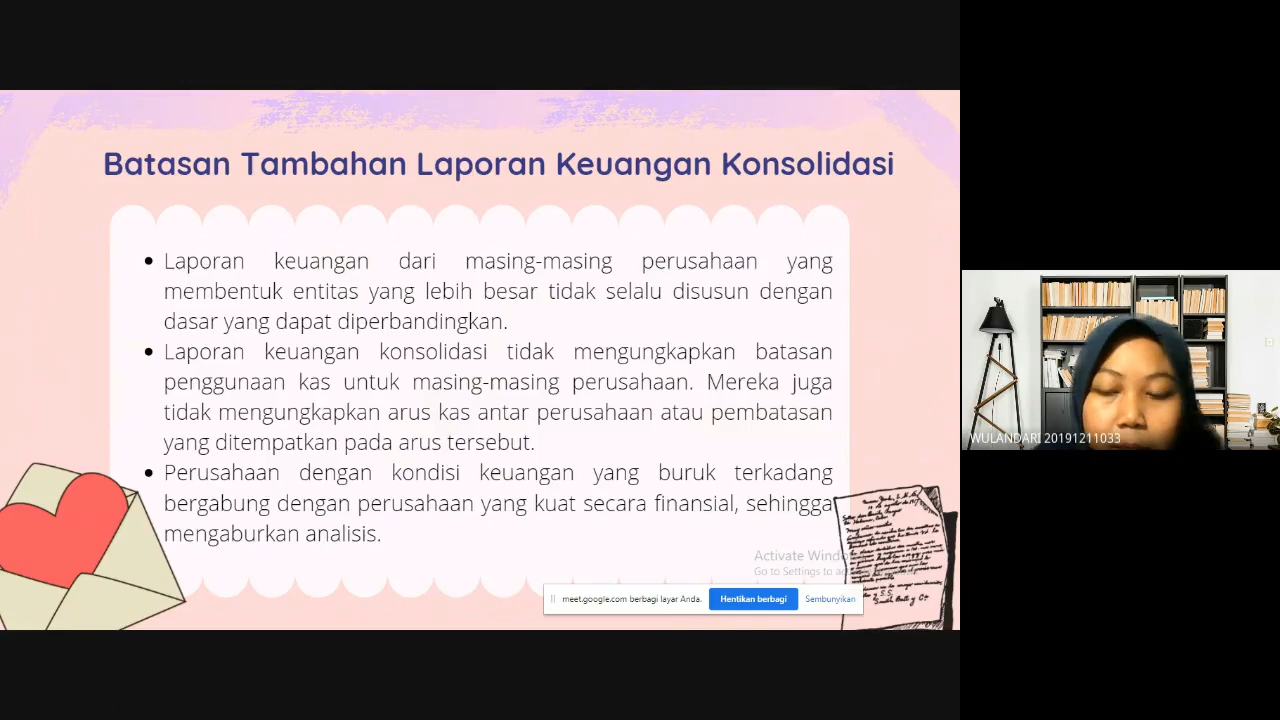 Batasan Tambahan Laporan Keuangan Konsolidasi
• Laporan keuangan dari masing-masing perusahaan yang
membentuk entitas yang lebih besar tidak selalu disusun dengan
dasar yang dapat diperbandingkan.
• Laporan keuangan konsolidasi tidak mengungkapkan batasan
penggunaan kas untuk masing-masing perusahaan. Mereka juga
tidak mengungkapkan arus kas antar perusahaan atau pembatasan
yang ditempatkan pada arus tersebut.
• Perusahaan dengan kondisi keuangan yang buruk terkadang
bergabung dengan perusahaan yang kuat secara finansial, sehingga
mengaburkan analisis.
Activate
Go to Settings to
meet.google.com berbagi layar Anda.
Hentikan berbagi
Sembunyikan
WULANDARI 20191211033